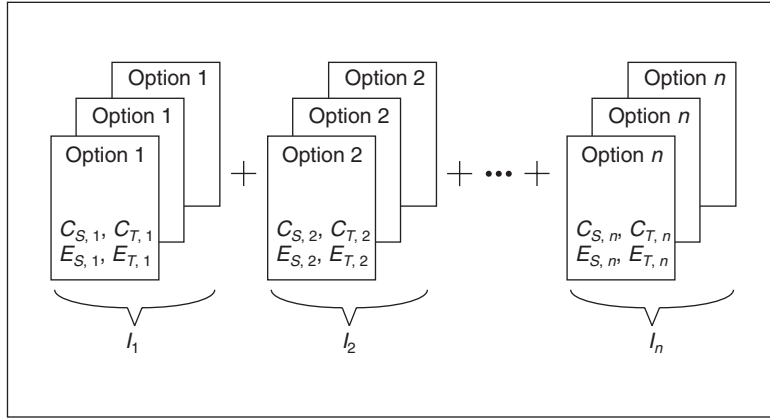 Option 1
Option 1
Option 1
C_{S, 1}, C_{T, 1}
E_{S, 1}, E_{T, 1}
I_1
+
Option 2
Option 2
Option 2
C_{S, 2}, C_{T, 2}
E_{S, 2}, E_{T, 2}
I_2
+ ••• +
Option n
Option n
Option n
C_{S, n}, C_{T, n}
E_{S, n}, E_{T, n}
I_n